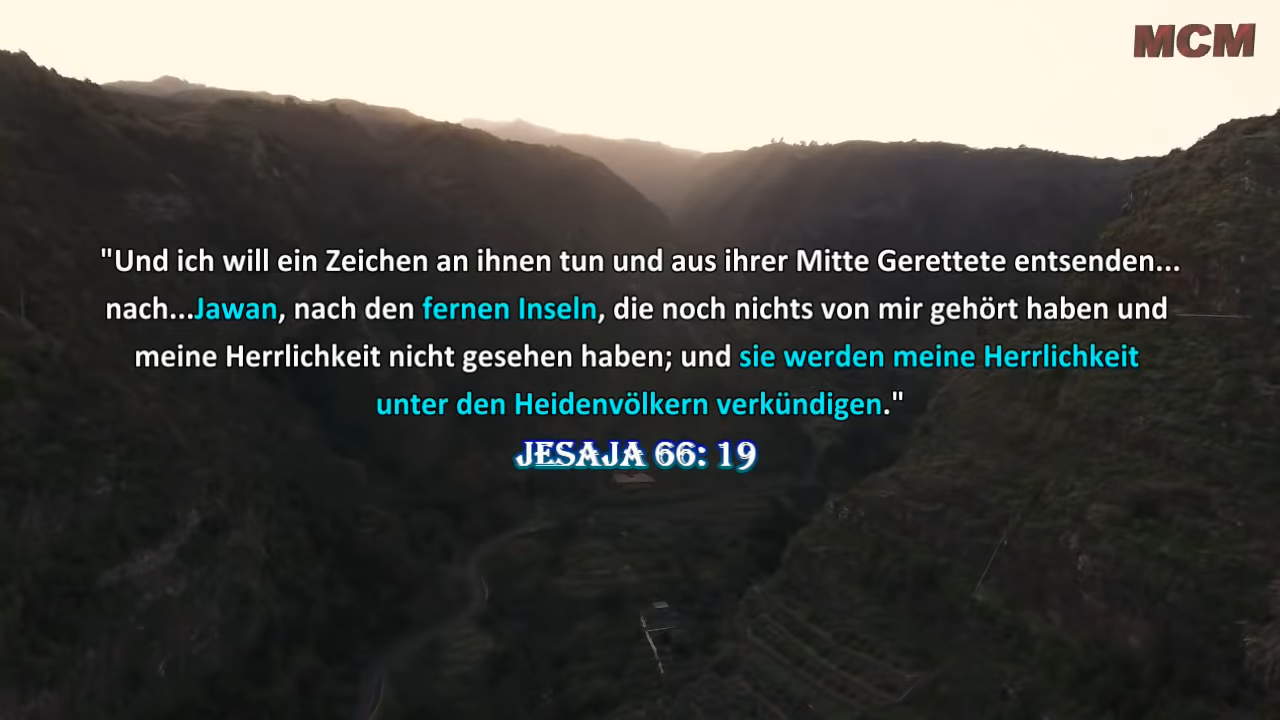 MCM
"Und ich will ein Zeichen an ihnen tun und aus ihrer Mitte Gerettete entsenden...
nach...Jawan, nach den fernen Inseln, die noch nichts von mir gehört haben und
meine Herrlichkeit nicht gesehen haben; und sie werden meine Herrlichkeit
unter den Heidenvölkern verkündigen."
JESAJA 66: 19